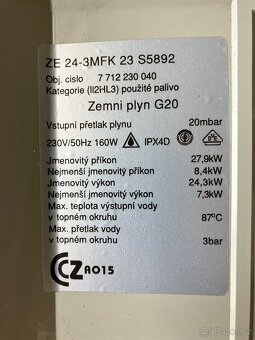 ZE 24-3MFK 23 S5892
Obj. cislo 7 712 230 040
Kategorie (II2HL3) použité palivo
Zemni plyn G20
Vstupní přetlak plynu 20mbar
230V/50Hz 160W IPX4D
Jmenovitý příkon 27,9kW
Nejmenší jmenovitý příkon 8,4kW
Jmenovitý výkon 24,3kW
Nejmenší jmenovitý výkon 7,3kW
Max. teplota výstupní vody
v topném okruhu 87°C
Max. přetlak vody
v topném okruhu 3bar
CZ AO15